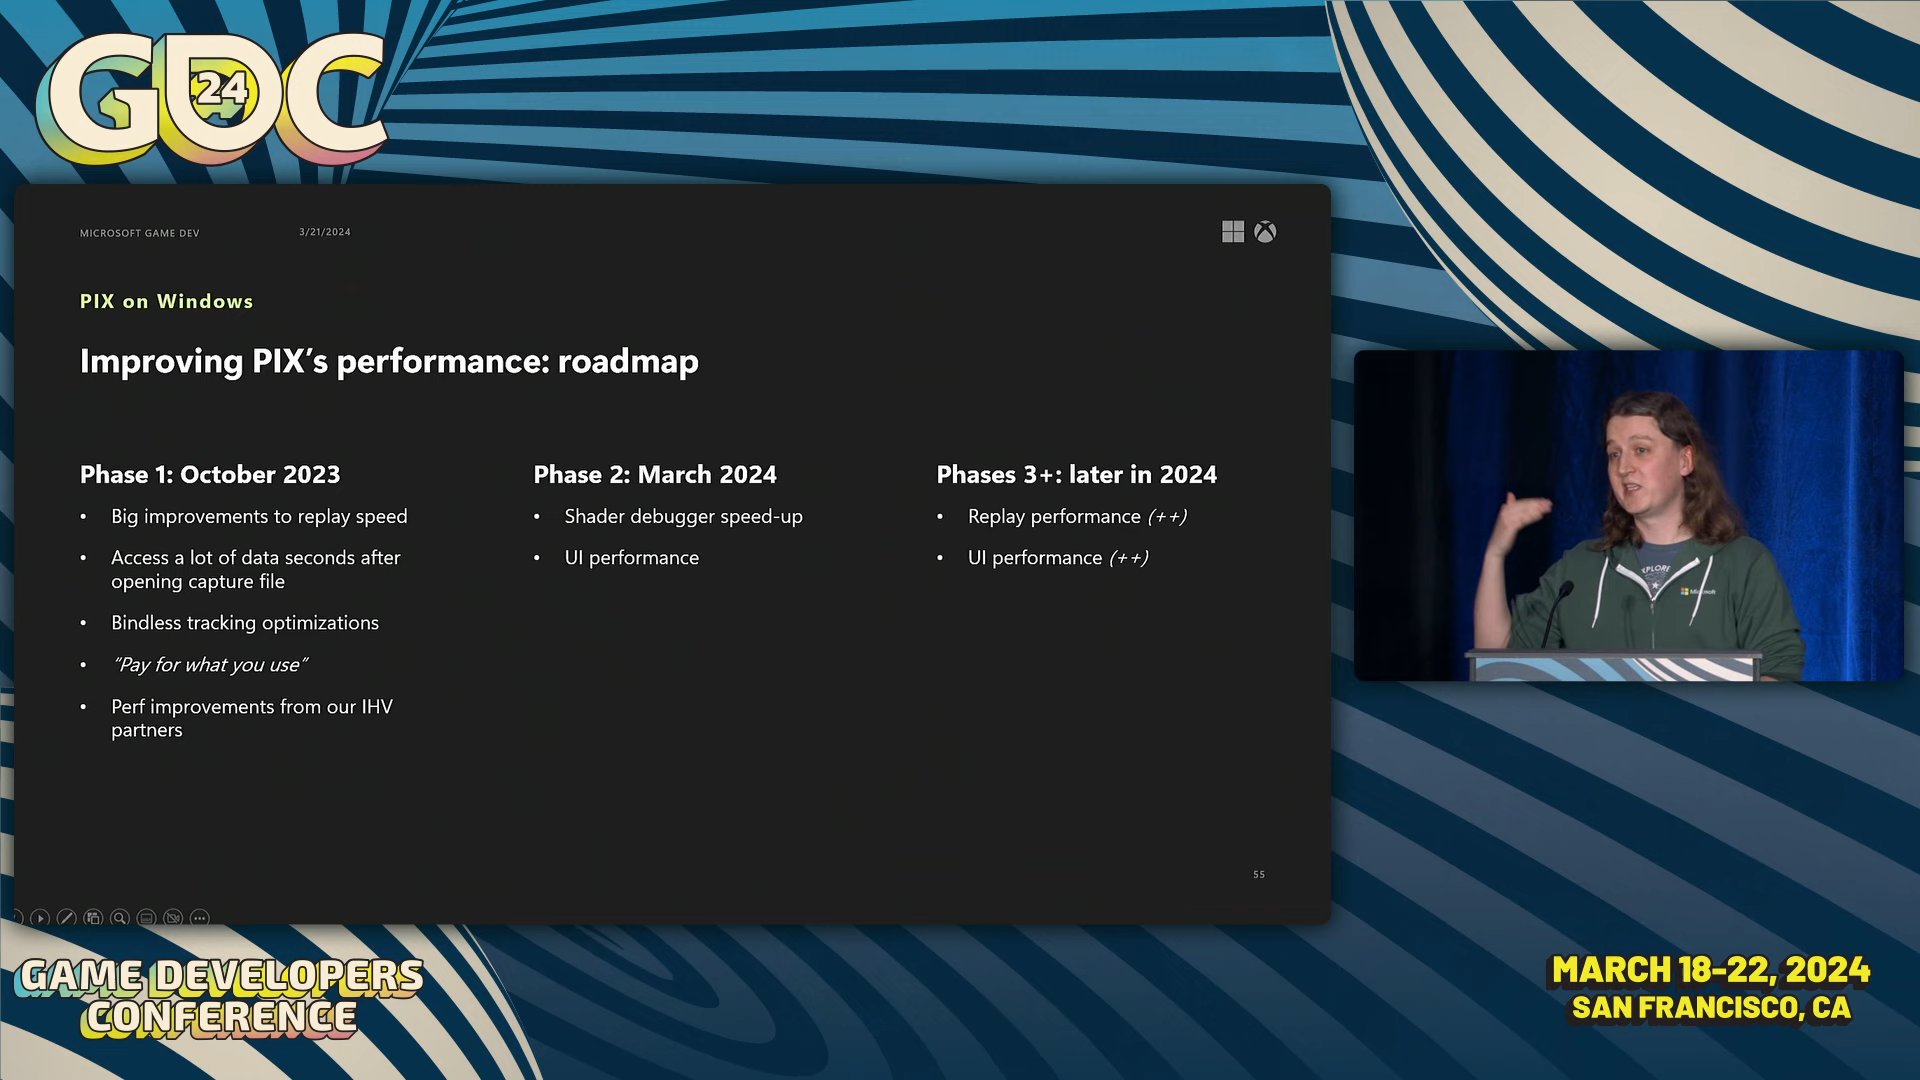 GDC
24
MICROSOFT GAME DEV
3/21/2024
PIX on Windows
Improving PIX’s performance: roadmap
Phase 1: October 2023
• Big improvements to replay speed
• Access a lot of data seconds after
opening capture file
• Bindless tracking optimizations
• “Pay for what you use”
• Perf improvements from our IHV
partners
Phase 2: March 2024
• Shader debugger speed-up
• UI performance
Phases 3+: later in 2024
• Replay performance (++)
• UI performance (++)
55
XPLORE
Microsoft
GAME DEVELOPERS
CONFERENCE
MARCH 18-22, 2024
SAN FRANCISCO, CA